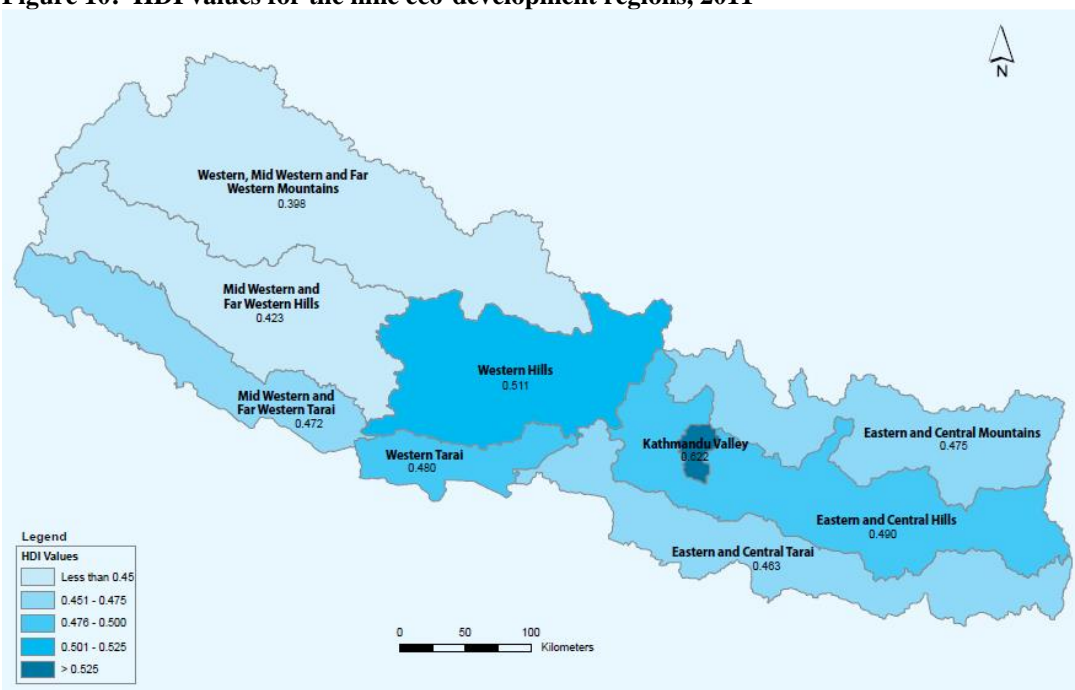 Figure 10: HDI values for the nine eco-development regions, 2011
N
Western, Mid Western and Far
Western Mountains
0.398
Mid Western and
Far Western Hills
0.423
Western Hills
0.511
Mid Western and
Far Western Tarai
0.472
Western Tarai
0.480
Kathmandu Valley
0.622
Eastern and Central Mountains
0.475
Eastern and Central Hills
0.490
Eastern and Central Tarai
0.463
Legend
HDI Values
Less than 0.45
0.451 - 0.475
0.476 - 0.500
0.501 - 0.525
> 0.525
0 50 100
Kilometers